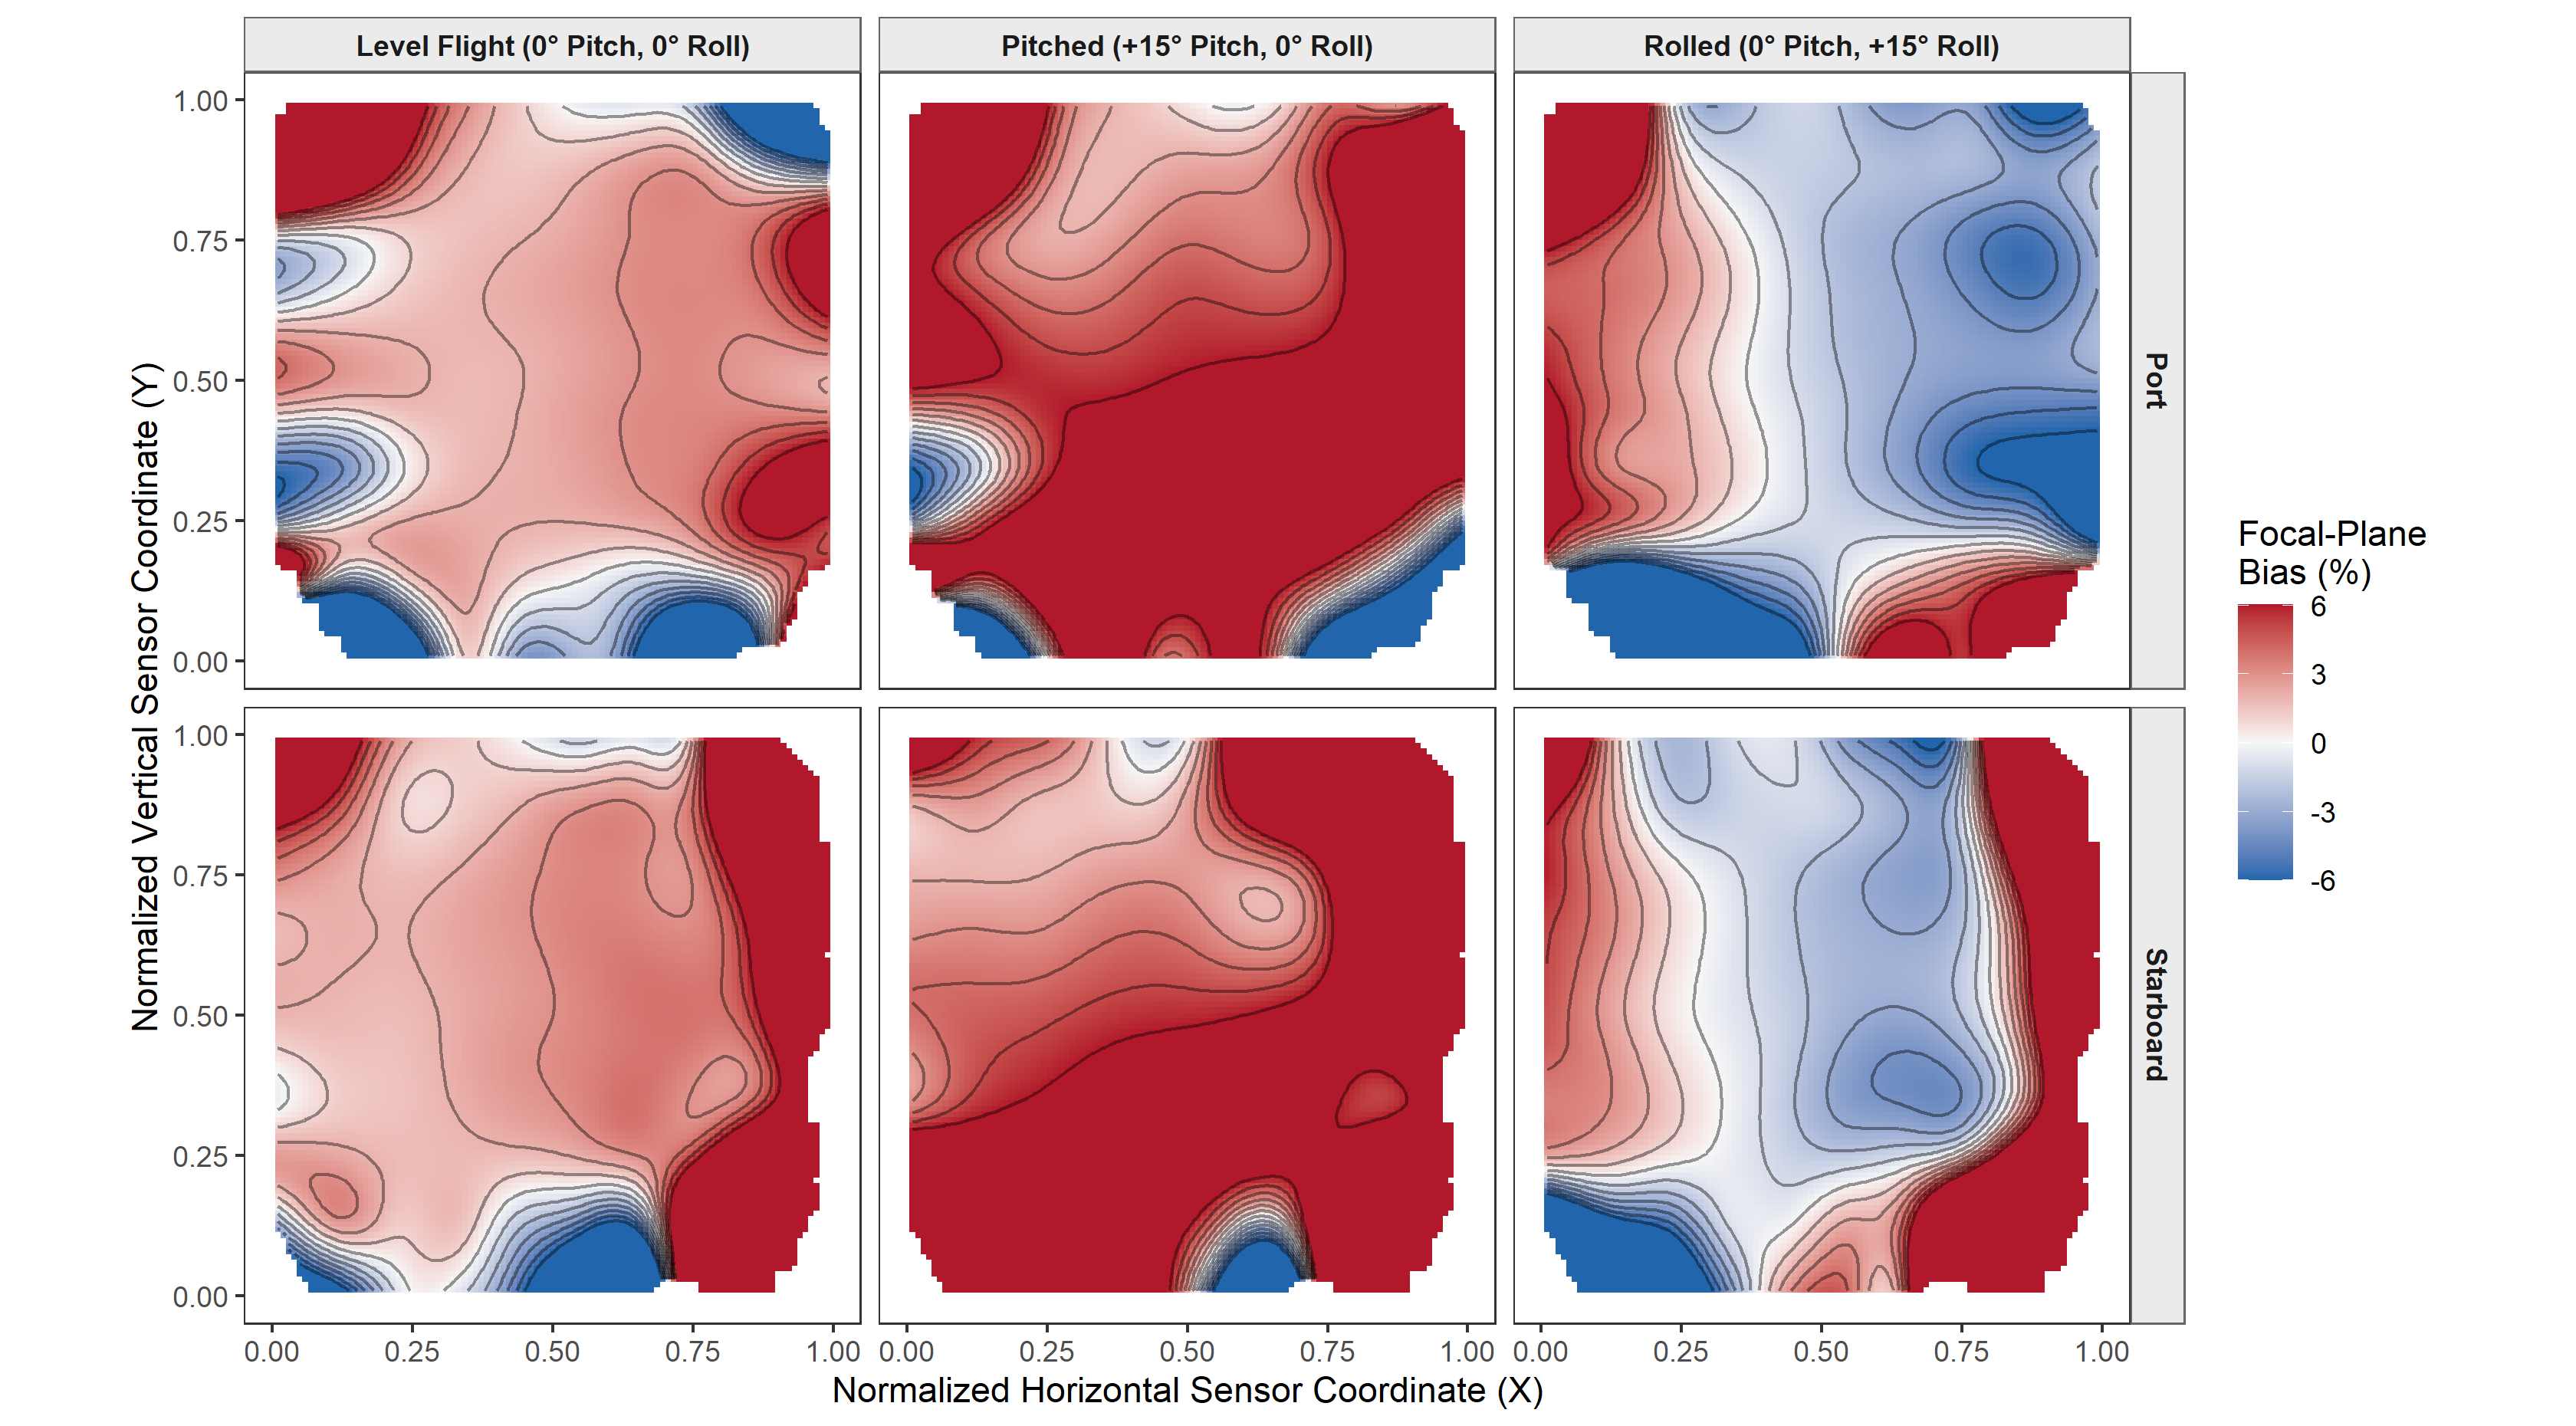 Level Flight (0° Pitch, 0° Roll)
Pitched (+15° Pitch, 0° Roll)
Rolled (0° Pitch, +15° Roll)
Normalized Vertical Sensor Coordinate (Y)
1.00
0.75
0.50
0.25
0.00
Port
1.00
0.75
0.50
0.25
0.00
Starboard
0.00 0.25 0.50 0.75 1.00
0.00 0.25 0.50 0.75 1.00
0.00 0.25 0.50 0.75 1.00
Normalized Horizontal Sensor Coordinate (X)
Focal-Plane
Bias (%)
6
3
0
-3
-6